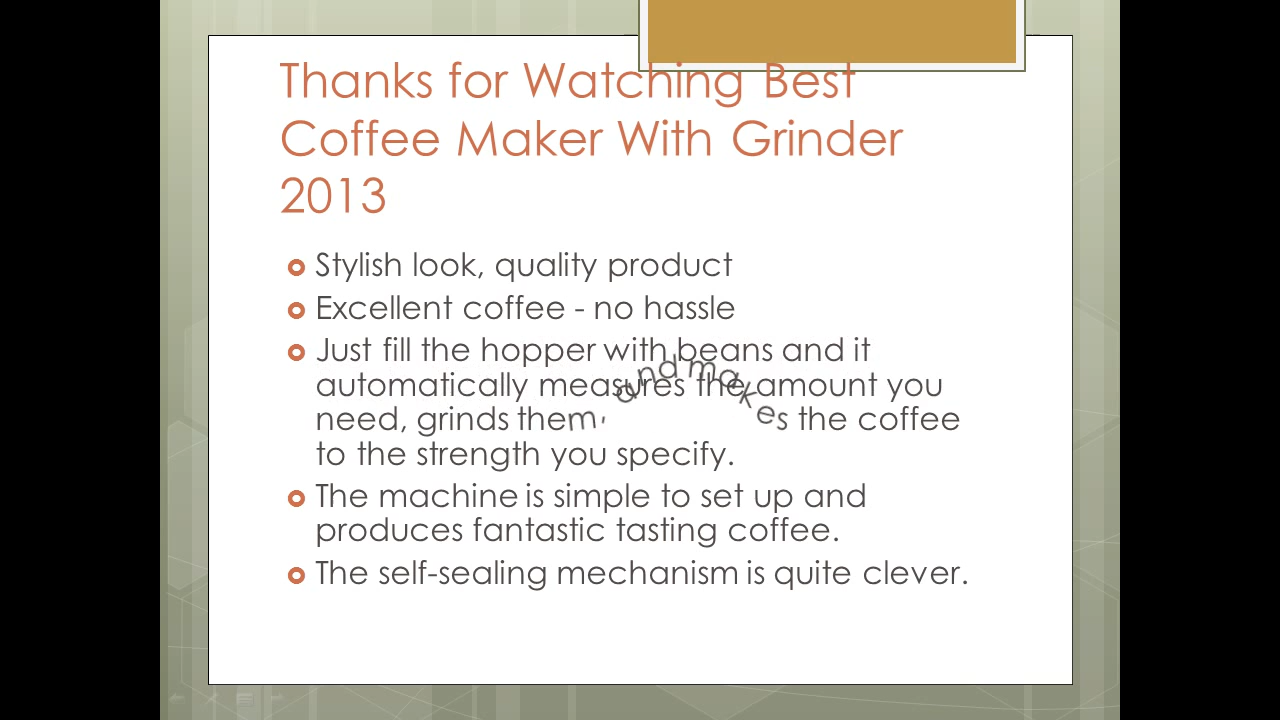 Thanks for Watching Best
Coffee Maker With Grinder
2013
Stylish look, quality product
Excellent coffee - no hassle
Just fill the hopper with beans and it
automatically measures the amount you
need, grinds them, and makes the coffee
to the strength you specify.
The machine is simple to set up and
produces fantastic tasting coffee.
The self-sealing mechanism is quite clever.